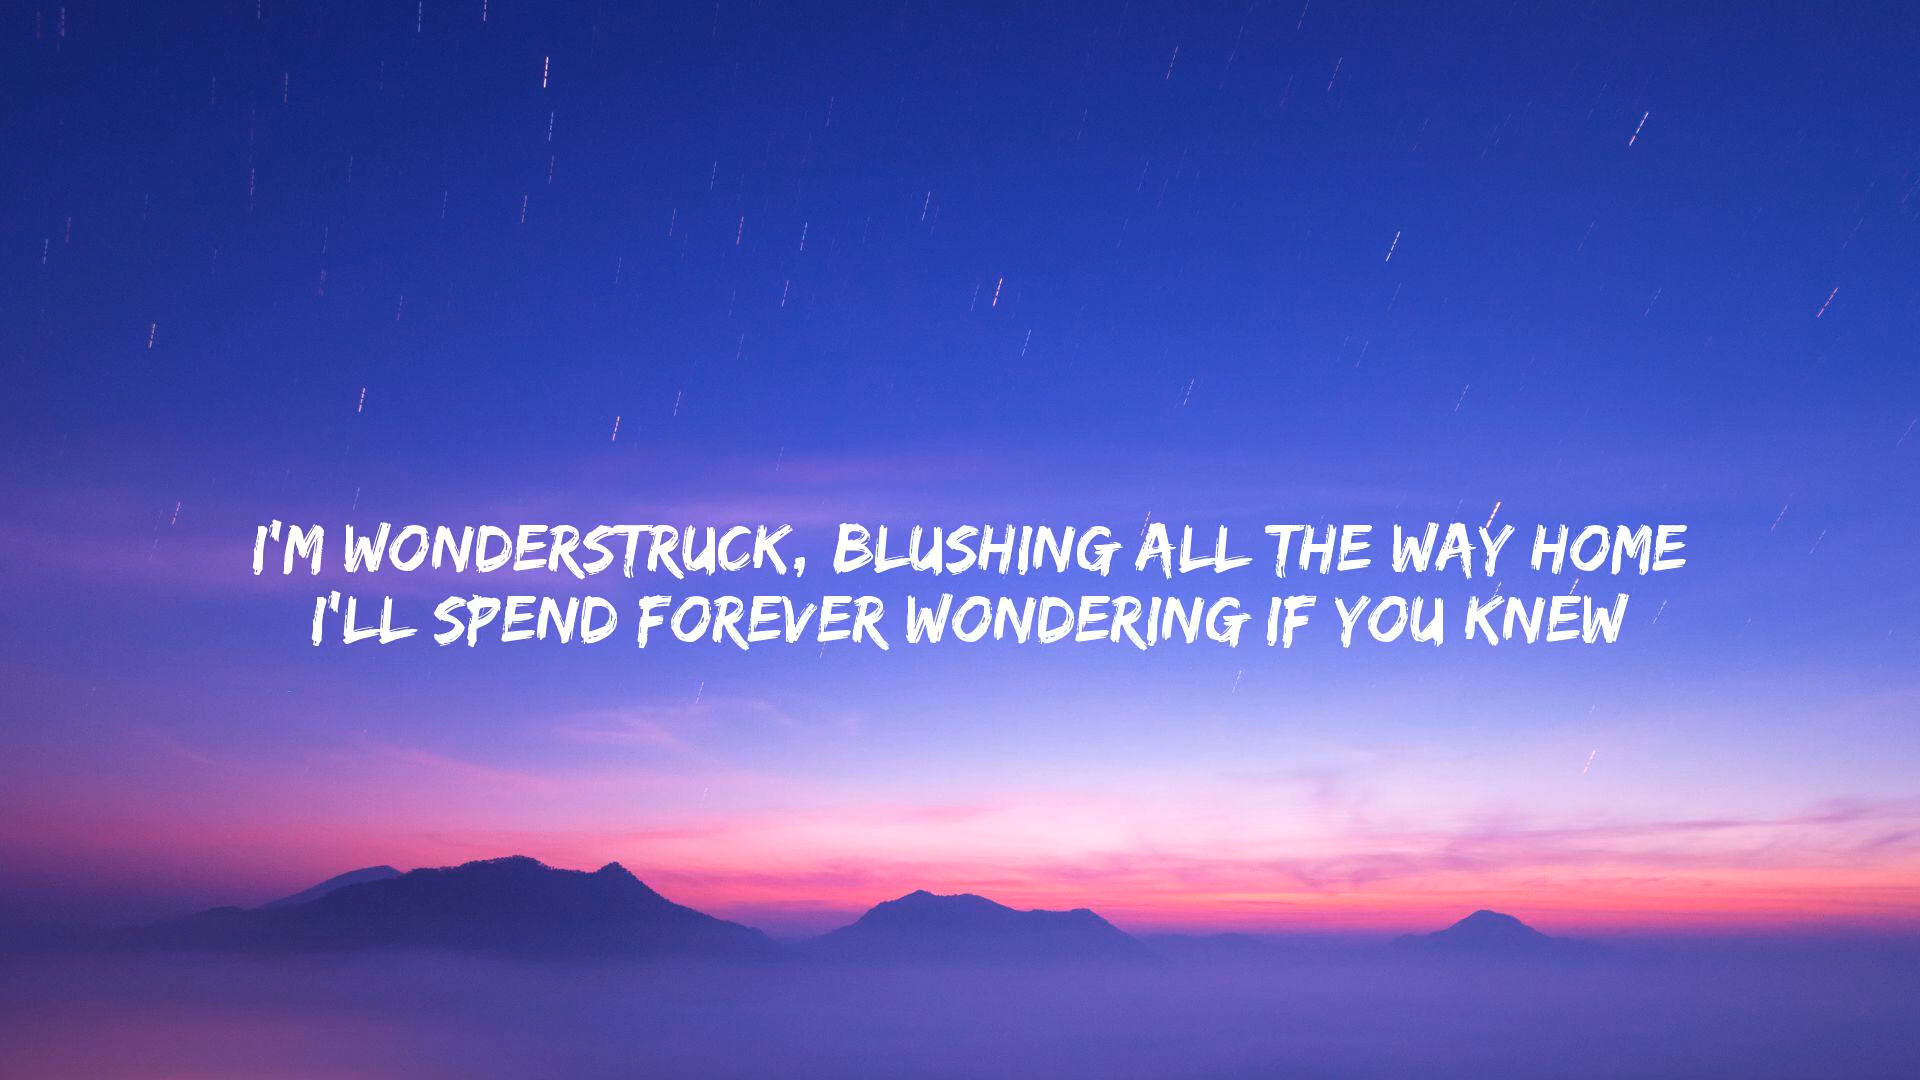 I'M WONDERSTRUCK, BLUSHING ALL THE WAY HOME
I'LL SPEND FOREVER WONDERING IF YOU KNEW